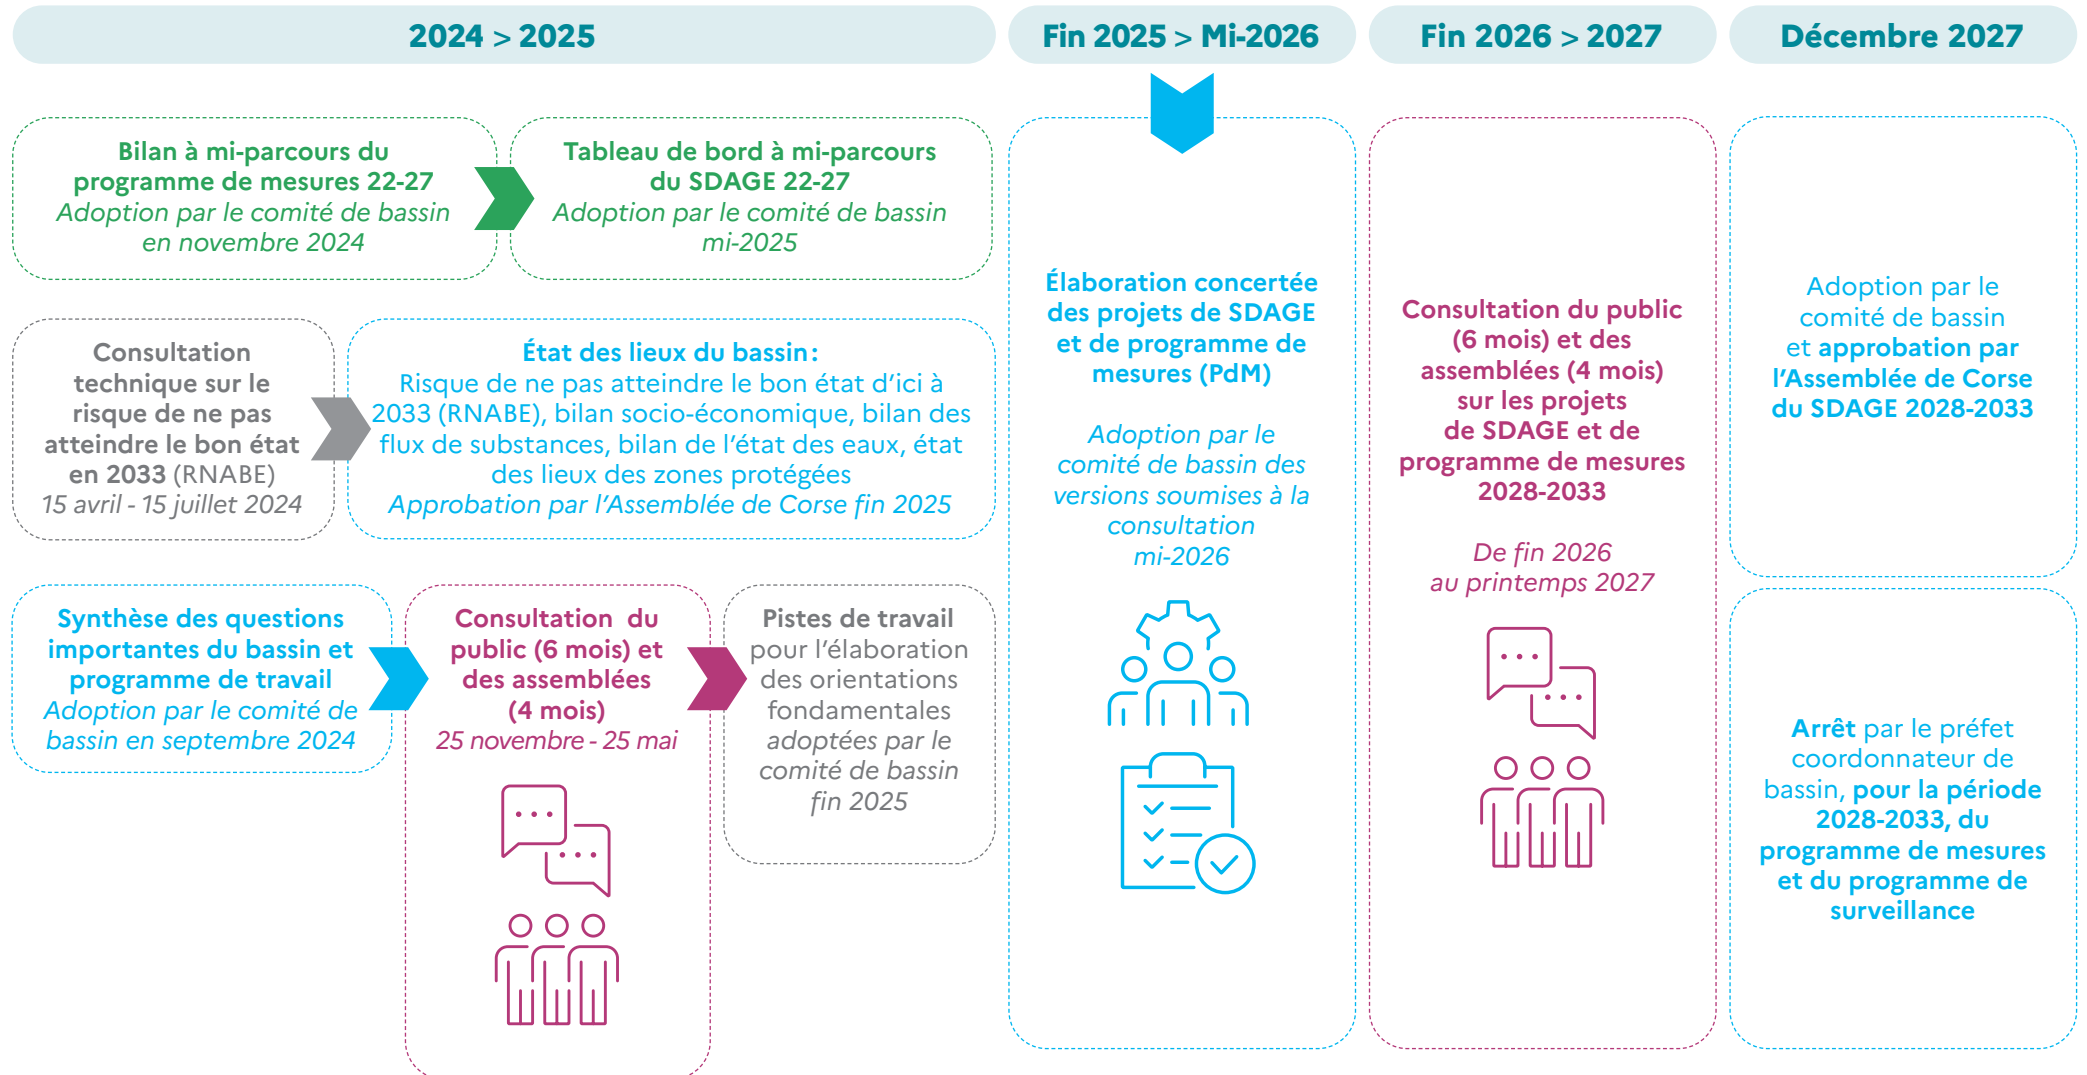 2024 > 2025
Fin 2025 > Mi-2026
Fin 2026 > 2027
Décembre 2027
Bilan à mi-parcours du
programme de mesures 22-27
Adoption par le comité de bassin
en novembre 2024
Tableau de bord à mi-parcours
du SDAGE 22-27
Adoption par le comité de bassin
mi-2025
Consultation
technique sur le
risque de ne pas
atteindre le bon état
en 2033 (RNABE)
15 avril - 15 juillet 2024
État des lieux du bassin :
Risque de ne pas atteindre le bon état d'ici à
2033 (RNABE), bilan socio-économique, bilan des
flux de substances, bilan de l'état des eaux, état
des lieux des zones protégées
Approbation par l'Assemblée de Corse fin 2025
Synthèse des questions
importantes du bassin et
programme de travail
Adoption par le comité de
bassin en septembre 2024
Consultation du
public (6 mois) et
des assemblées
(4 mois)
25 novembre - 25 mai
Pistes de travail
pour l'élaboration
des orientations
fondamentales
adoptées par le
comité de bassin
fin 2025
Élaboration concertée
des projets de SDAGE
et de programme de
mesures (PdM)
Adoption par le
comité de bassin des
versions soumises à la
consultation
mi-2026
Consultation du public
(6 mois) et des
assemblées (4 mois)
sur les projets
de SDAGE et de
programme de mesures
2028-2033
De fin 2026
au printemps 2027
Adoption par le
comité de bassin
et approbation par
l'Assemblée de Corse
du SDAGE 2028-2033
Arrêt par le préfet
coordonnateur de
bassin, pour la période
2028-2033, du
programme de mesures
et du programme de
surveillance